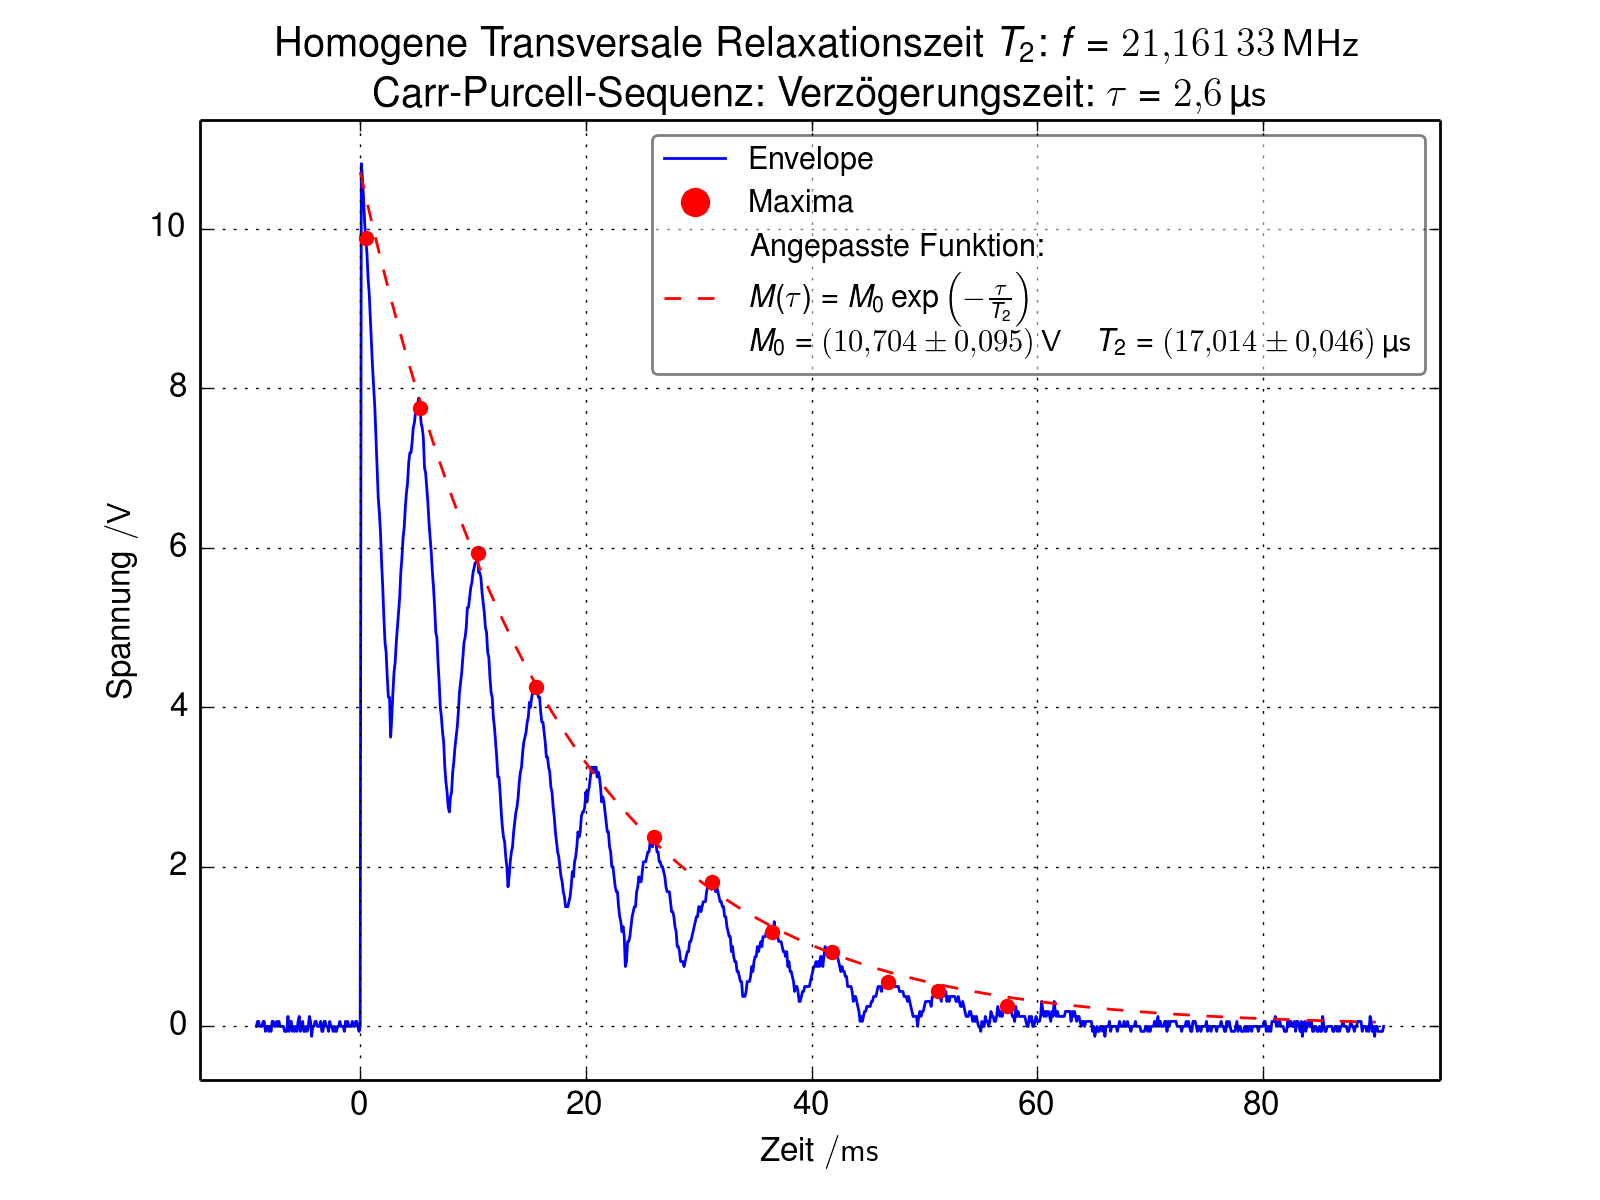 Homogene Transversale Relaxationszeit T₂: f = 21,161 33 MHz
Carr-Purcell-Sequenz: Verzögerungszeit: τ = 2,6 µs
Envelope
Maxima
Angepasste Funktion:
M(τ) = M₀ exp(−τ/T₂)
M₀ = (10,704 ± 0,095) V T₂ = (17,014 ± 0,046) µs
10
8
6
4
2
0
Spannung /V
0 20 40 60 80
Zeit /ms